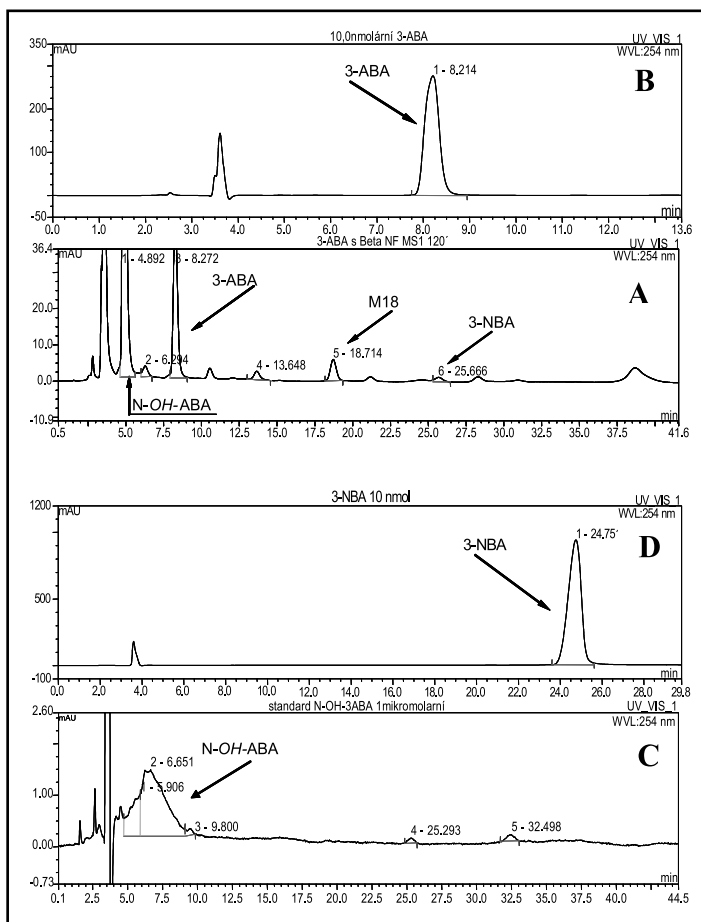 10,0nmolární 3-ABA
UV_VIS_1
350
mAU
WVL:254 nm
3-ABA
1 - 8,214
B
200
100
-50
min
0.0 1.0 2.0 3.0 4.0 5.0 6.0 7.0 8.0 9.0 10.0 11.0 12.0 13.6
3-ABA s Beta NF MS1 120´
UV_VIS_1
36.4
mAU
WVL:254 nm
1 - 4.892
3 - 8.272
3-ABA
A
M18
20.0
3-NBA
10.0
2 - 6.294
4 - 13.648
5 - 18.714
6 - 25.666
0.0
N-OH-ABA
-10.9
min
0.5 5.0 7.5 10.0 12.5 15.0 17.5 20.0 22.5 25.0 27.5 30.0 32.5 35.0 37.5 41.6
3-NBA 10 nmol
UV_VIS_1
1200
mAU
WVL:254 nm
1 - 24.751
3-NBA
D
500
-100
min
0.0 2.0 4.0 6.0 8.0 10.0 12.0 14.0 16.0 18.0 20.0 22.0 24.0 26.0 29.8
standard N-OH-3ABA 1mikromolarní
UV_VIS_1
2.60
mAU
WVL:254 nm
N-OH-ABA
C
2 - 6.651
1.00
- 5.906
3 - 9.800
4 - 25.293
5 - 32.498
0.00
-0.73
min
0.1 2.5 5.0 7.5 10.0 12.5 15.0 17.5 20.0 22.5 25.0 27.5 30.0 32.5 35.0 37.5 40.0 44.5